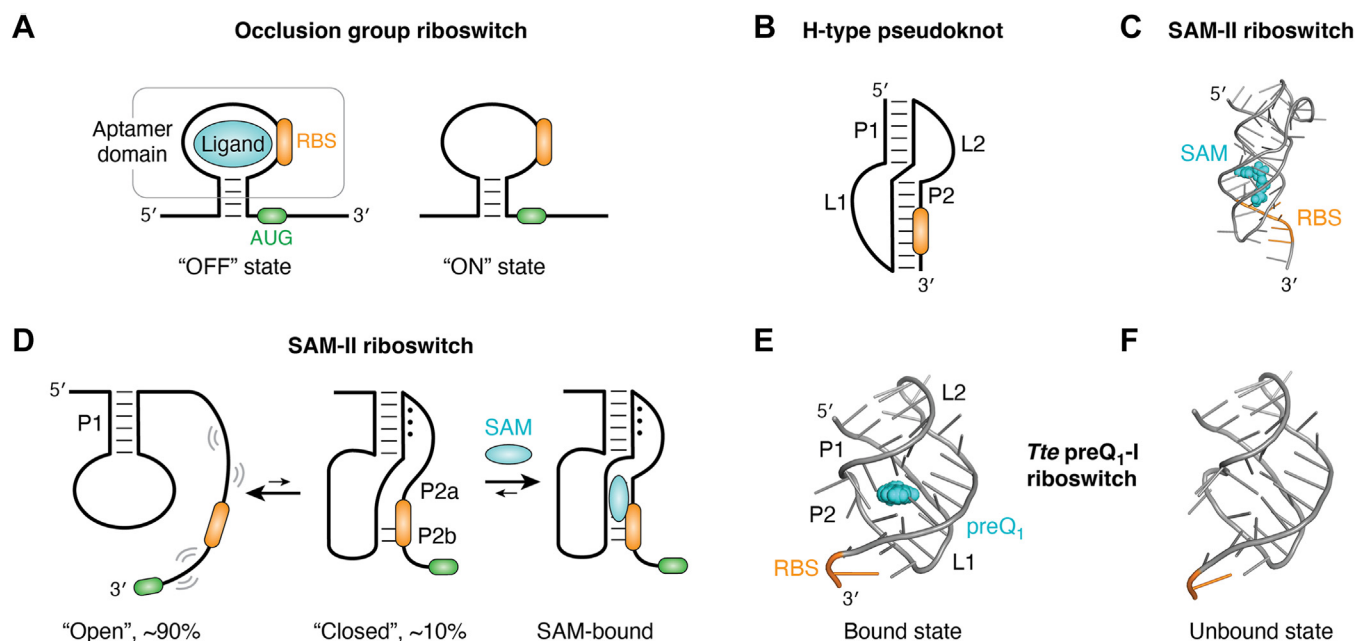 A
Occlusion group riboswitch
Aptamer
domain
Ligand
RBS
5′
3′
AUG
"OFF" state
"ON" state
B
H-type pseudoknot
5′
P1
L2
L1
P2
3′
C
SAM-II riboswitch
5′
SAM
RBS
3′
D
SAM-II riboswitch
5′
P1
3′
SAM
P2a
P2b
"Open", ~90%
"Closed", ~10%
SAM-bound
E
L2
5′
P1
P2
preQ₁
L1
RBS
3′
Bound state
Tte preQ₁-I
riboswitch
F
Unbound state